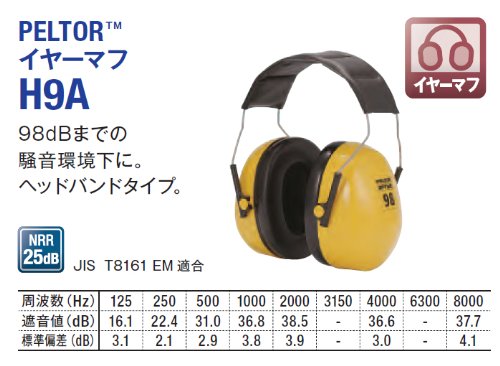 PELTOR™
イヤーマフ
H9A
98dBまでの
騒音環境下に。
ヘッドバンドタイプ。
イヤーマフ
98
NRR
25dB
JIS T8161 EM 適合
周波数(Hz) 125 250 500 1000 2000 3150 4000 6300 8000
遮音値(dB) 16.1 22.4 31.0 36.8 38.5 - 36.6 - 37.7
標準偏差(dB) 3.1 2.1 2.9 3.8 3.9 - 3.0 - 4.1